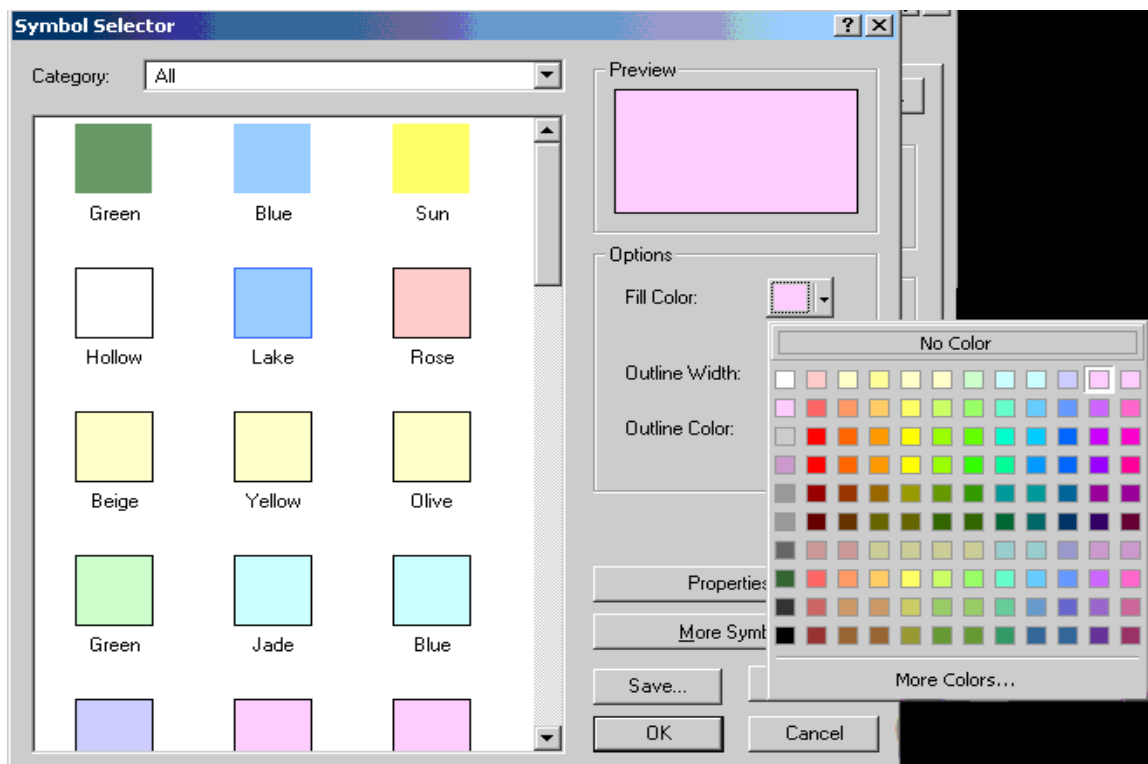 Symbol Selector
Category: All
Preview
Green Blue Sun
Options
Fill Color:
No Color
Hollow Lake Rose
Outline Width:
Outline Color:
Beige Yellow Olive
Properties
More Symb
Green Jade Blue
More Colors...
Save...
OK Cancel